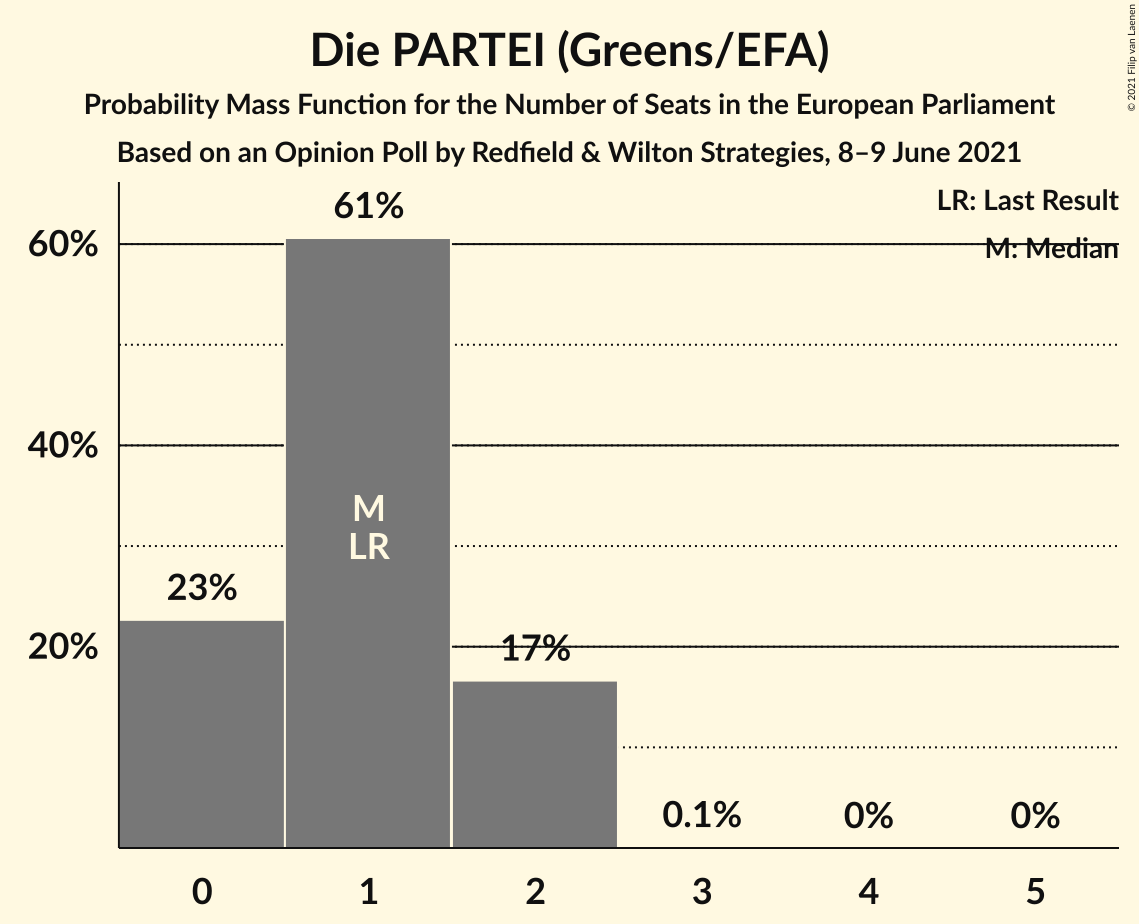 Die PARTEI (Greens/EFA)
Probability Mass Function for the Number of Seats in the European Parliament
Based on an Opinion Poll by Redfield & Wilton Strategies, 8–9 June 2021
© 2021 Filip van Laenen
LR: Last Result
M: Median
60%
40%
20%
61%
M
LR
23%
17%
0.1%
0%
0%
0
1
2
3
4
5